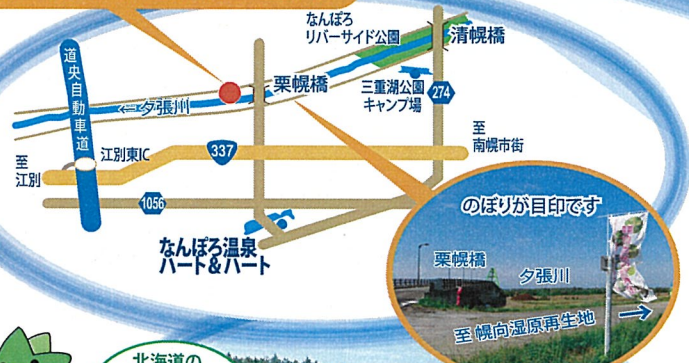 なんぽろ
リバーサイド公園
清幌橋
道央自動車道
栗幌橋
←夕張川
三重湖公園
キャンプ場
274
至
江別
江別東IC
337
至
南幌市街
1056
なんぽろ温泉
ハート&ハート
のぼりが目印です
栗幌橋
夕張川
至 幌向湿原再生地
→
北海道の